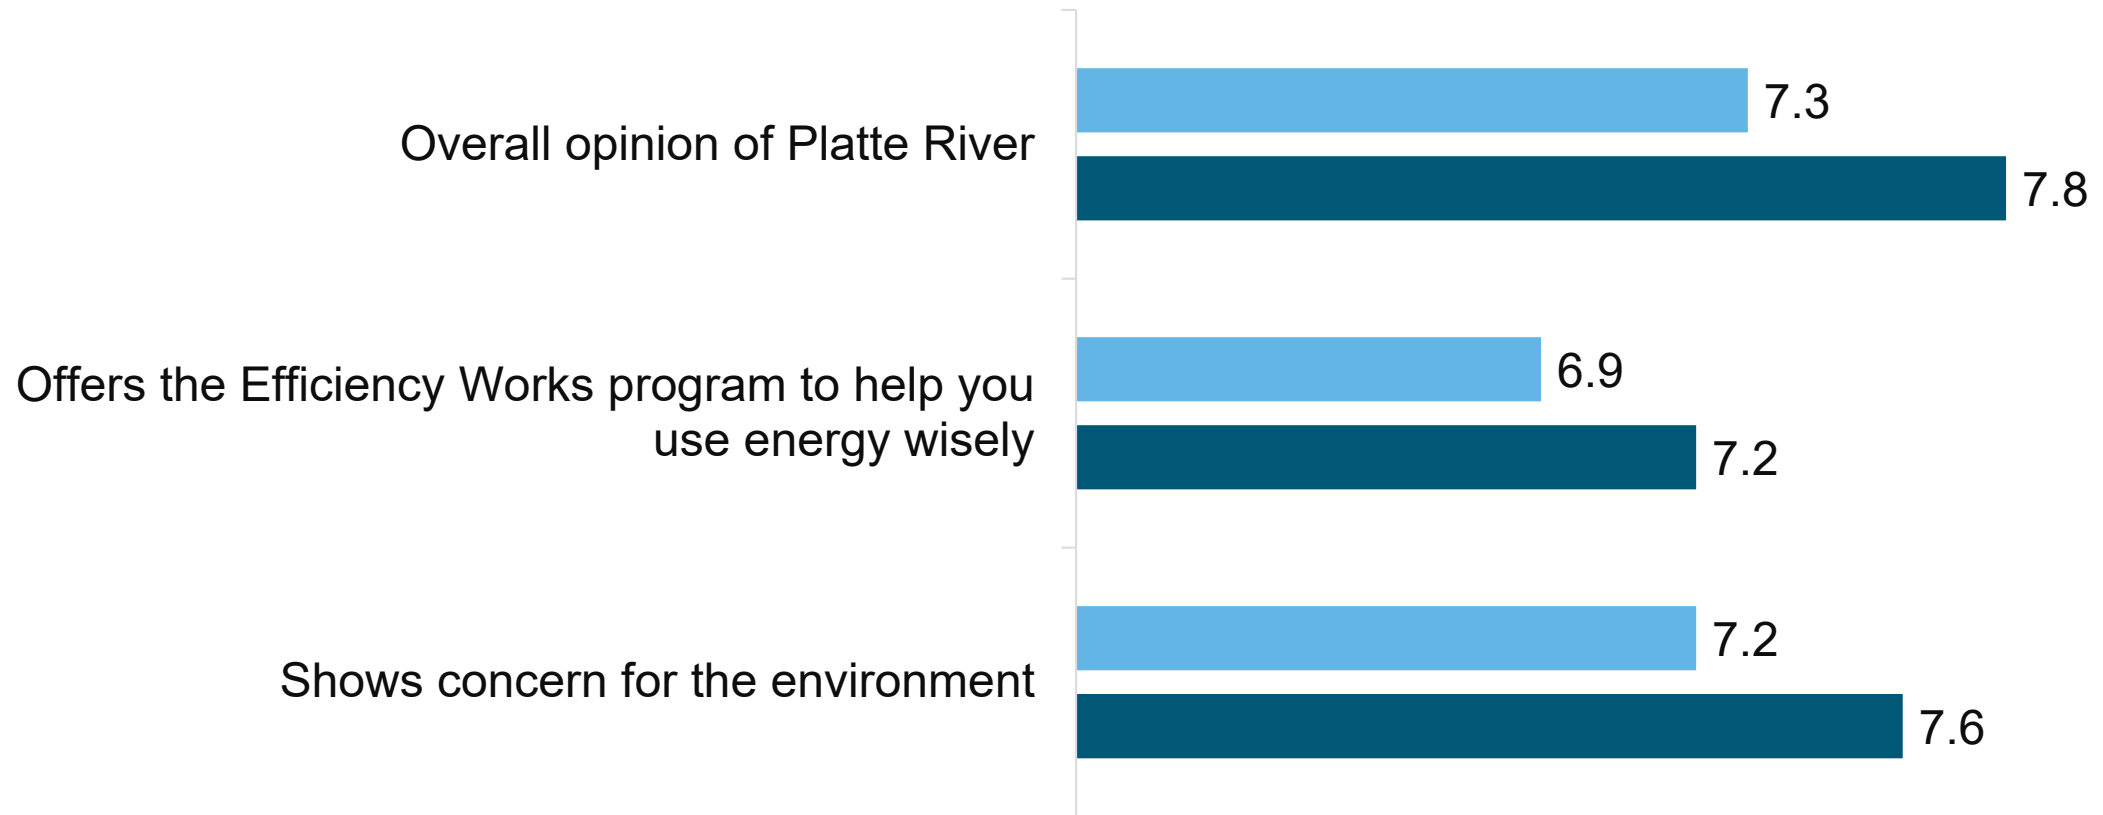 Overall opinion of Platte River
7.3
7.8
Offers the Efficiency Works program to help you
use energy wisely
6.9
7.2
Shows concern for the environment
7.2
7.6